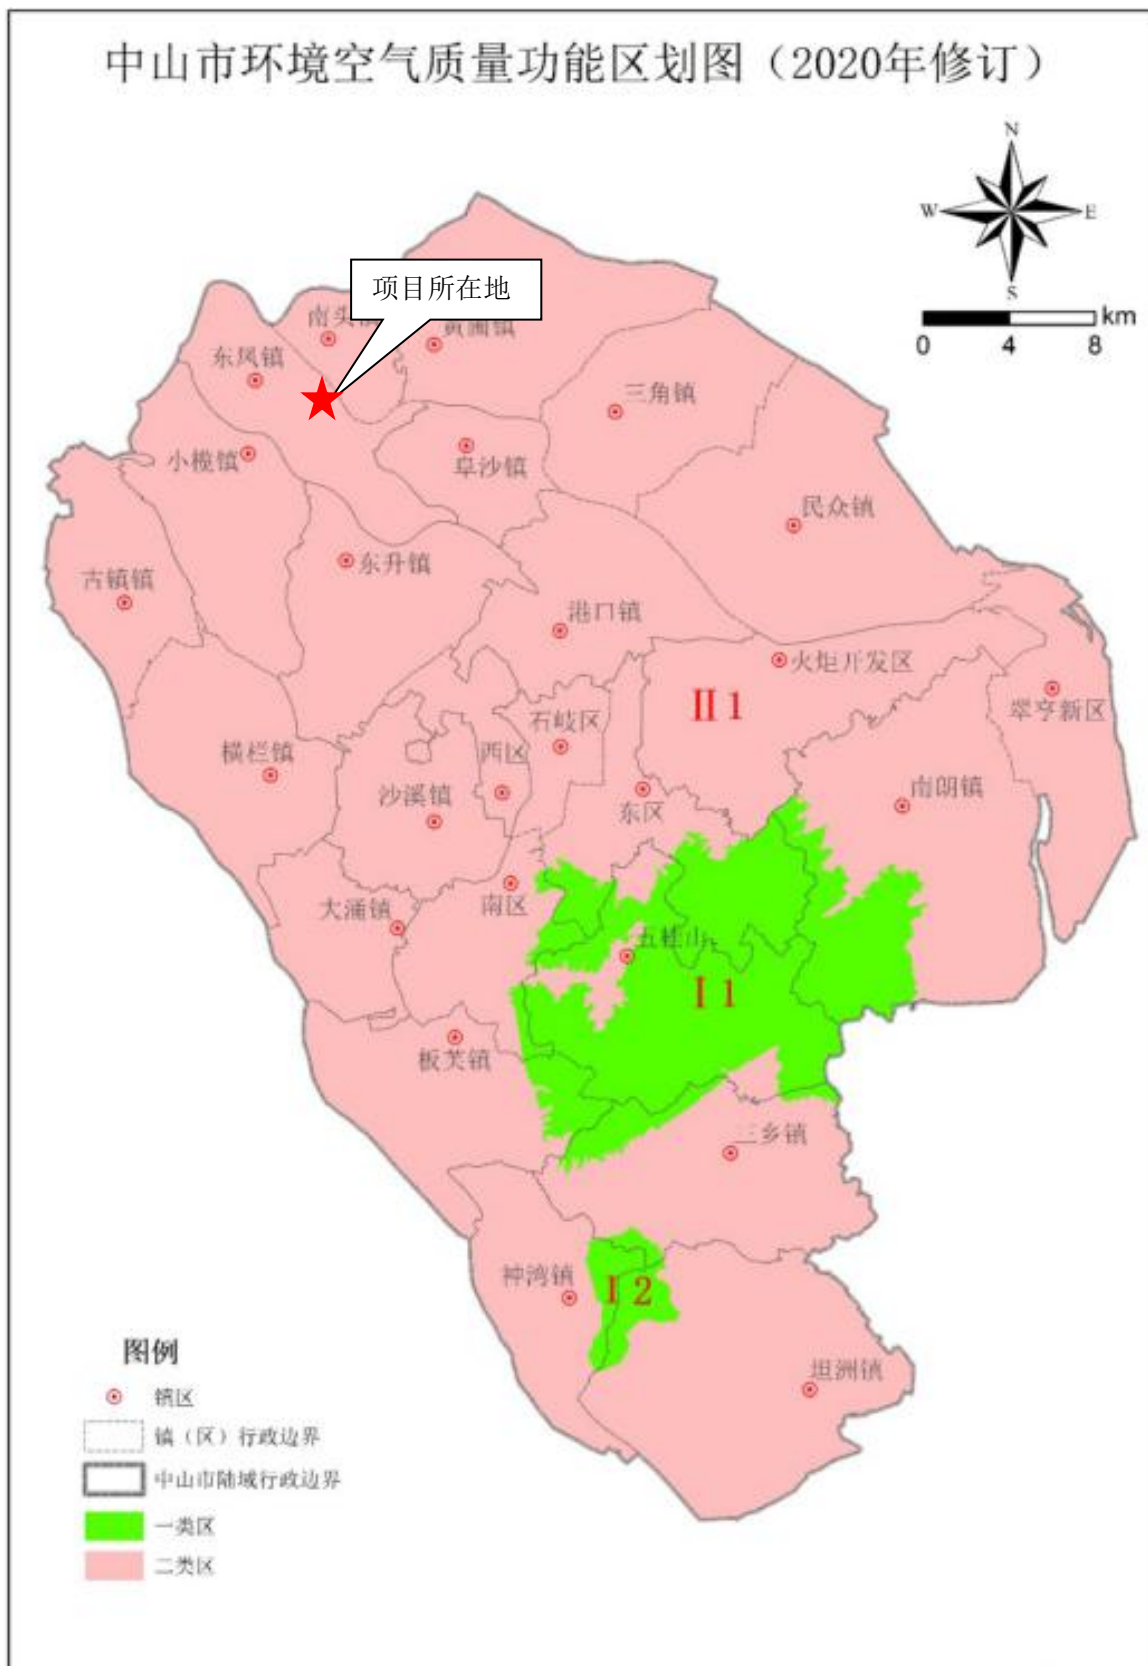 中山市环境空气质量功能区划图（2020年修订）
N
W
E
S
km
0 4 8
项目所在地
南头
黄圃镇
东凤镇
三角镇
小榄镇
阜沙镇
民众镇
东升镇
古镇镇
港口镇
火炬开发区
II 1
翠亨新区
石岐区
横栏镇
西区
沙溪镇
东区
南朗镇
南区
大涌镇
五桂山
I 1
板芙镇
三乡镇
神湾镇
I 2
坦洲镇
图例
镇区
镇（区）行政边界
中山市陆域行政边界
一类区
二类区